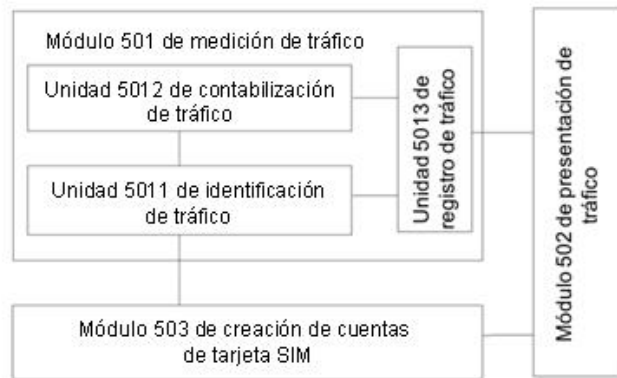 Módulo 501 de medición de tráfico
Unidad 5012 de contabilización
de tráfico
Unidad 5013 de
registro de tráfico
Unidad 5011 de identificación
de tráfico
Módulo 502 de presentación de
tráfico
Módulo 503 de creación de cuentas
de tarjeta SIM